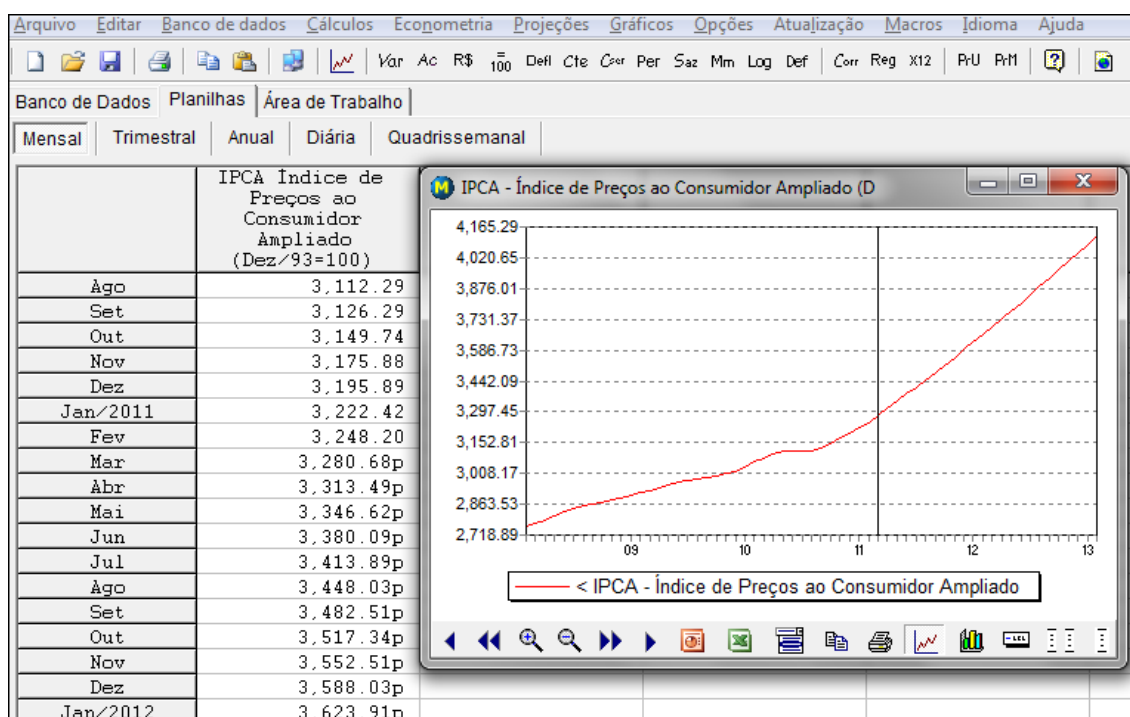 Arquivo Editar Banco de dados Cálculos Econometria Projeções Gráficos Opções Atualização Macros Idioma Ajuda
Var Ac R$ 100 Defl Cte Per Saz Mm Log Def Corr Reg X12 PrU PrM
Banco de Dados Planilhas Área de Trabalho
Mensal Trimestral Anual Diária Quadrissemanal
IPCA Índice de
Preços ao
Consumidor
Ampliado
(Dez/93=100)
Ago 3,112.29
Set 3,126.29
Out 3,149.74
Nov 3,175.88
Dez 3,195.89
Jan/2011 3,222.42
Fev 3,248.20
Mar 3,280.68p
Abr 3,313.49p
Mai 3,346.62p
Jun 3,380.09p
Jul 3,413.89p
Ago 3,448.03p
Set 3,482.51p
Out 3,517.34p
Nov 3,552.51p
Dez 3,588.03p
Jan/2012 3,623.91p
IPCA - Índice de Preços ao Consumidor Ampliado (D
4,165.29
4,020.65
3,876.01
3,731.37
3,586.73
3,442.09
3,297.45
3,152.81
3,008.17
2,863.53
2,718.89
09 10 11 12 13
< IPCA - Índice de Preços ao Consumidor Ampliado